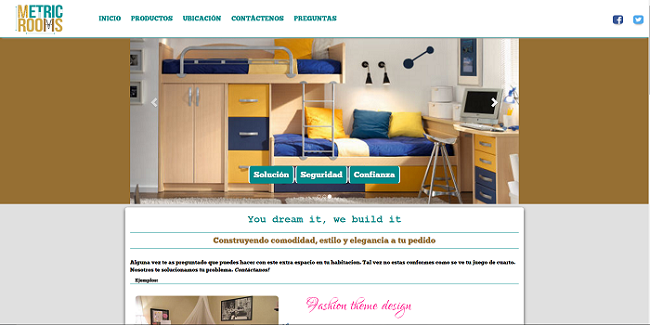 METRIC
ROOMS
INICIO PRODUCTOS UBICACIÓN CONTÁCTENOS PREGUNTAS
Solución Seguridad Confianza
You dream it, we build it
Construyendo comodidad, estilo y elegancia a tu pedido
Alguna vez te as preguntado que puedes hacer con este extra espacio en tu habitacion. Tal vez no estas conformes como se ve tu juego de cuarto.
Nosotros te solucionamos tu problema. Contáctanos!
Ejemplos:
Fashion theme design